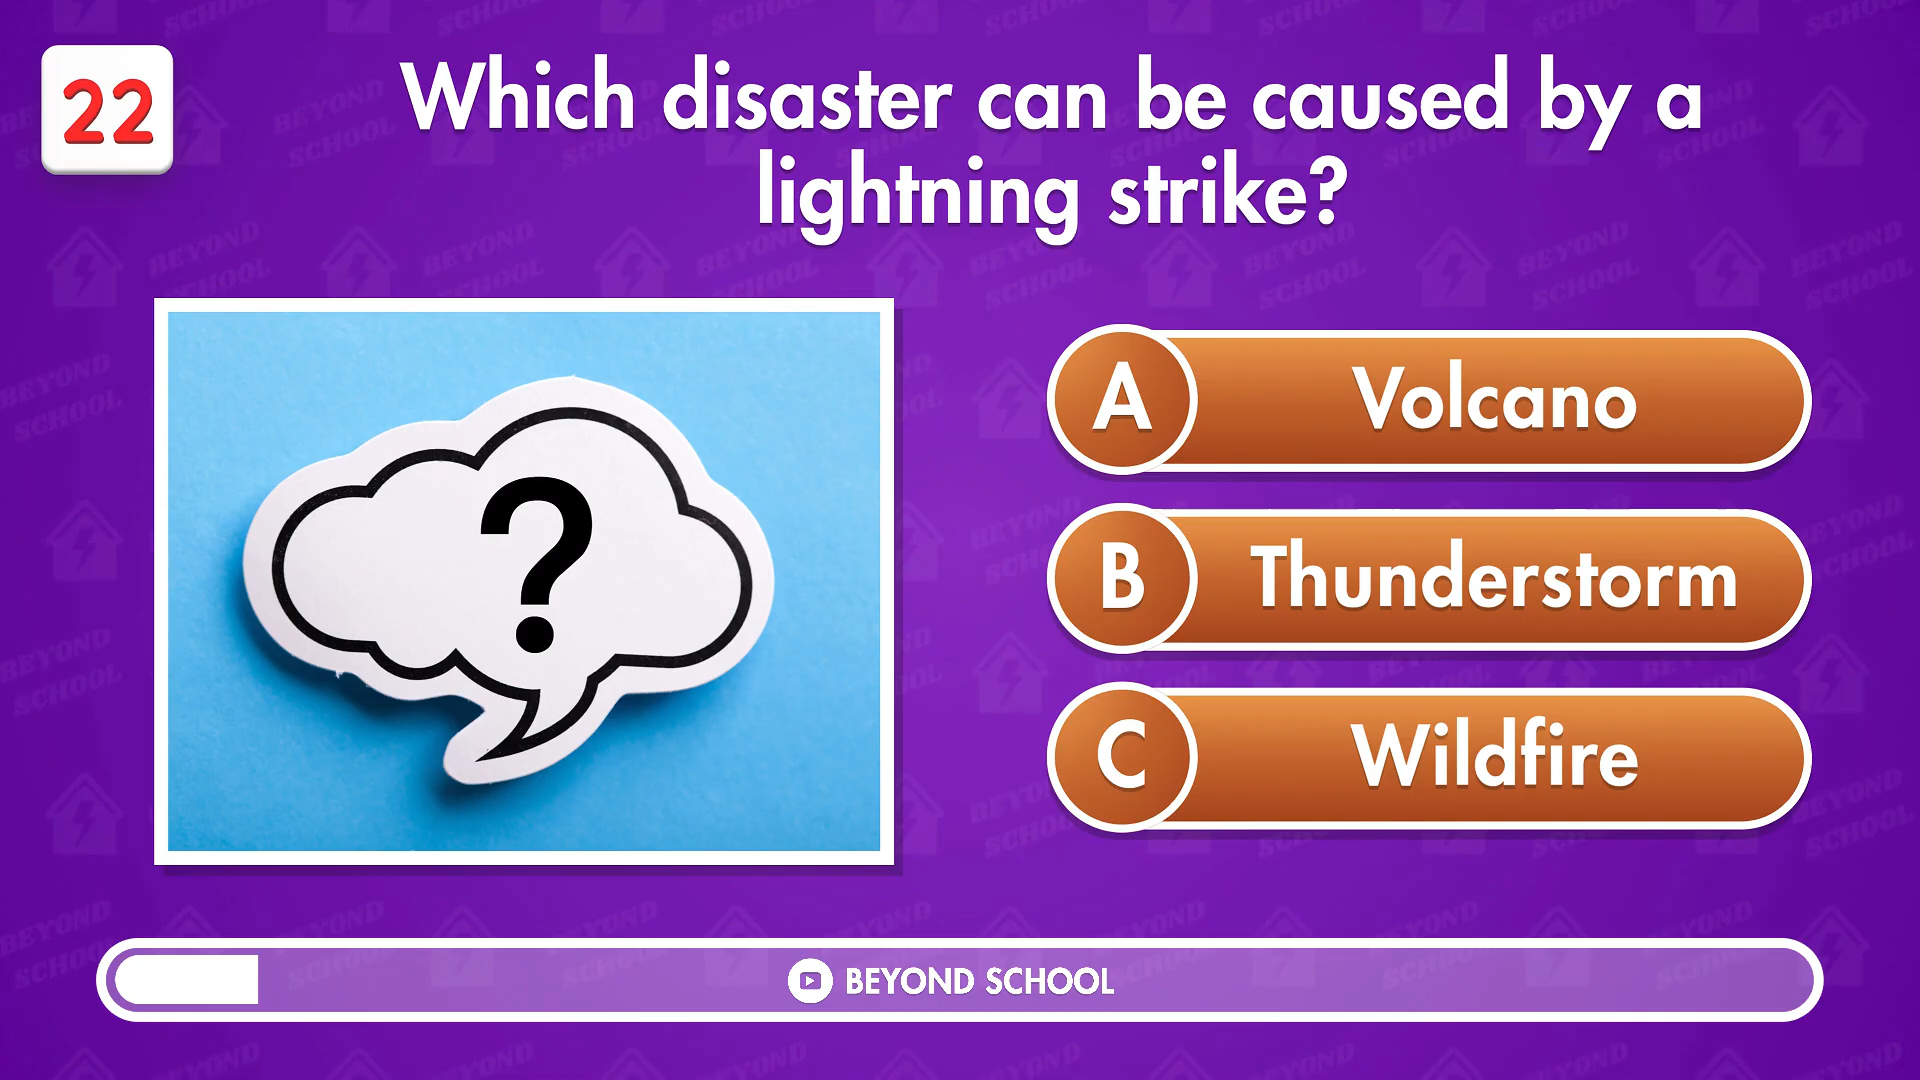 22
Which disaster can be caused by a
lightning strike?
?
A Volcano
B Thunderstorm
C Wildfire
BEYOND SCHOOL